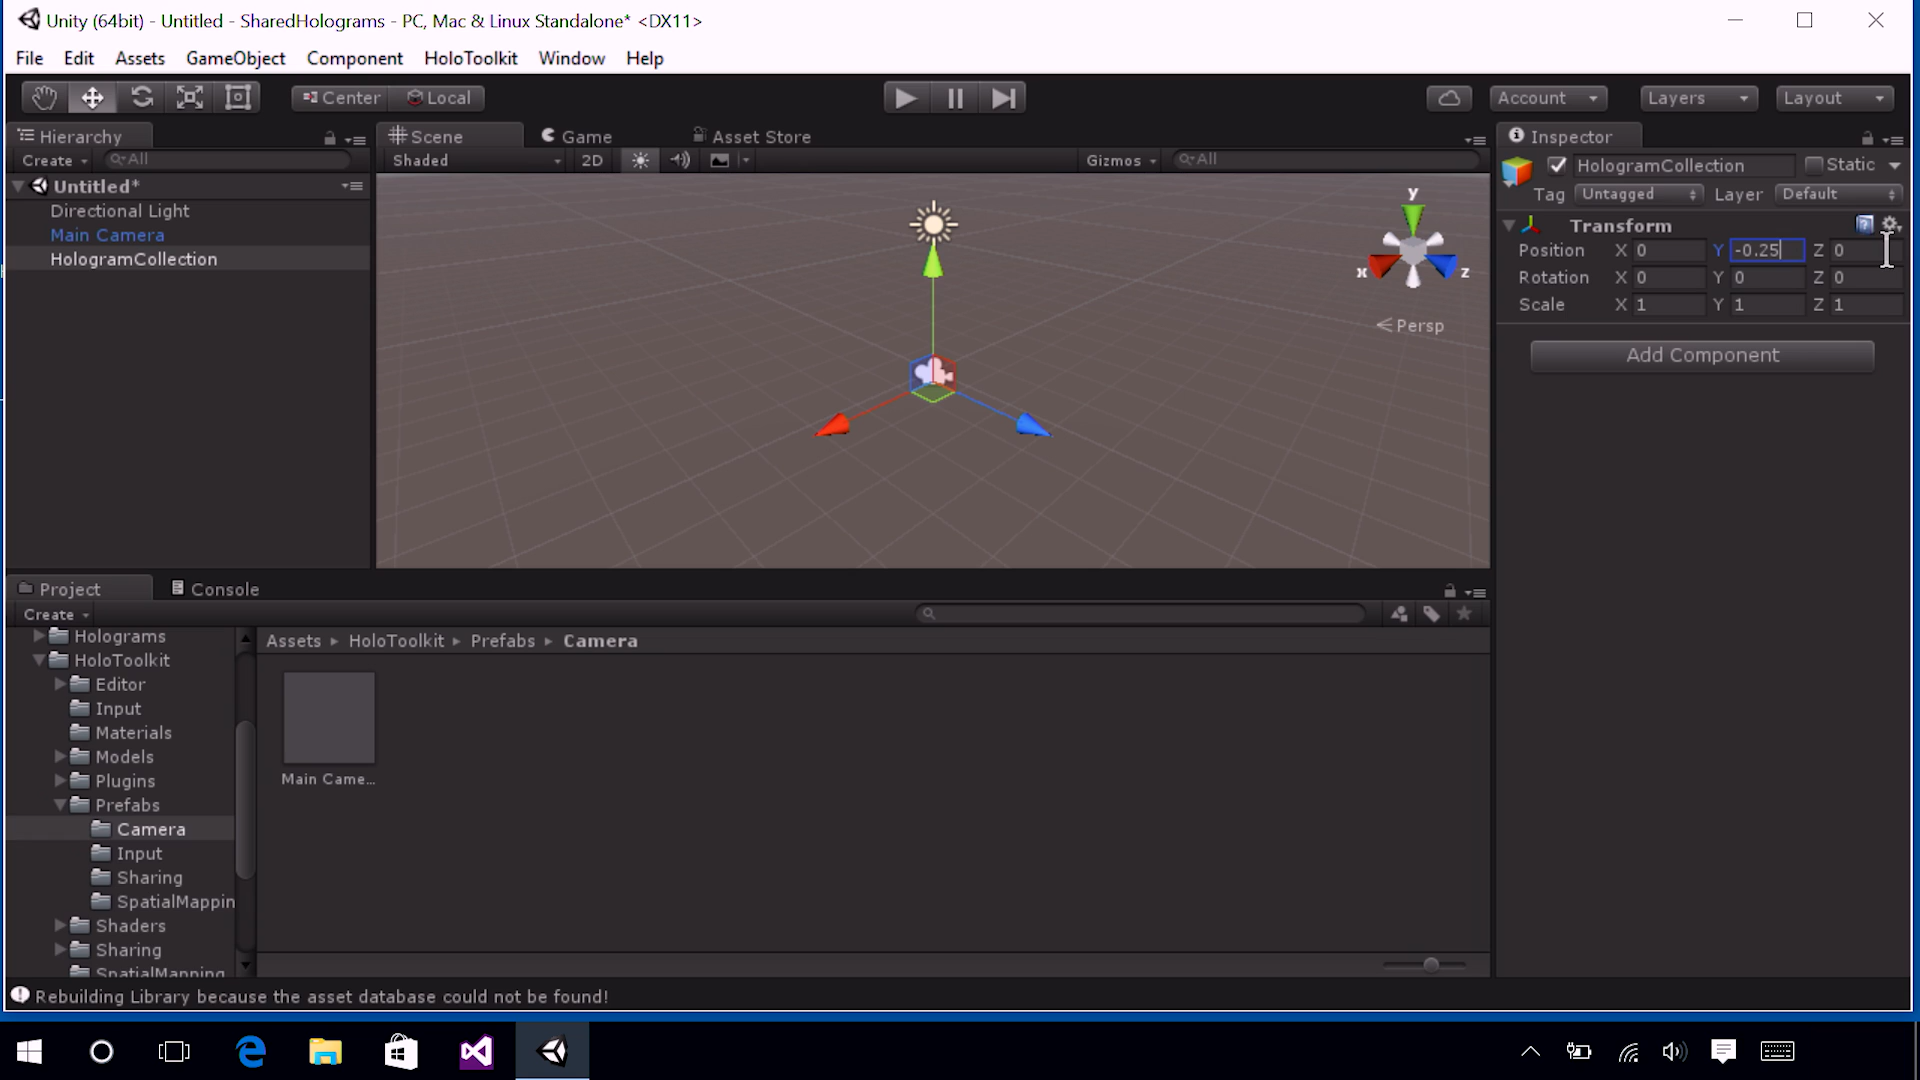 Unity (64bit) - Untitled - SharedHolograms - PC, Mac & Linux Standalone* <DX11>
File Edit Assets GameObject Component HoloToolkit Window Help
Center Local Account Layers Layout
Hierarchy
Create All
Untitled*
Directional Light
Main Camera
HologramCollection
Scene Game Asset Store
Shaded 2D Gizmos All
y
x z
Persp
Inspector
HologramCollection Static
Tag Untagged Layer Default
Transform
Position X 0 Y -0.25 Z 0
Rotation X 0 Y 0 Z 0
Scale X 1 Y 1 Z 1
Add Component
Project Console
Create
Holograms
HoloToolkit
Editor
Input
Materials
Models
Plugins
Prefabs
Camera
Input
Sharing
SpatialMappin
Shaders
Sharing
SpatialMapping
Assets HoloToolkit Prefabs Camera
Main Came...
Rebuilding Library because the asset database could not be found!